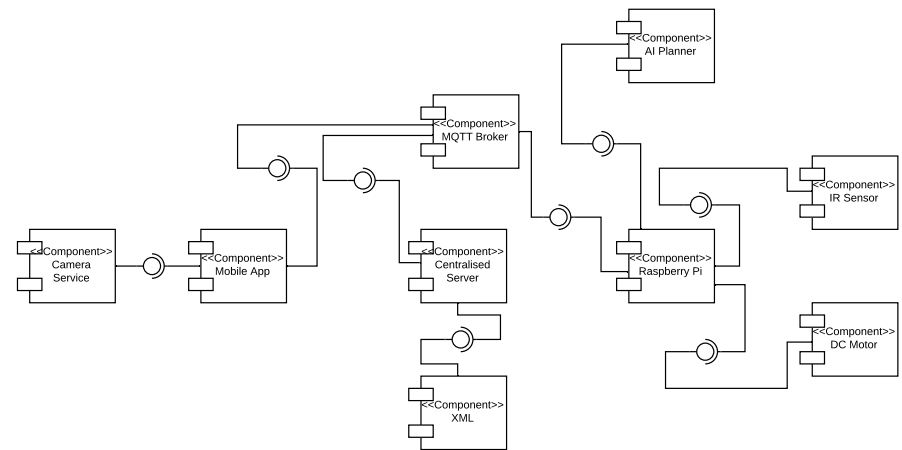 <<Component>>
AI Planner
<<Component>>
MQTT Broker
<<Component>>
IR Sensor
<<Component>>
Camera
Service
<<Component>>
Mobile App
<<Component>>
Centralised
Server
<<Component>>
Raspberry Pi
<<Component>>
DC Motor
<<Component>>
XML